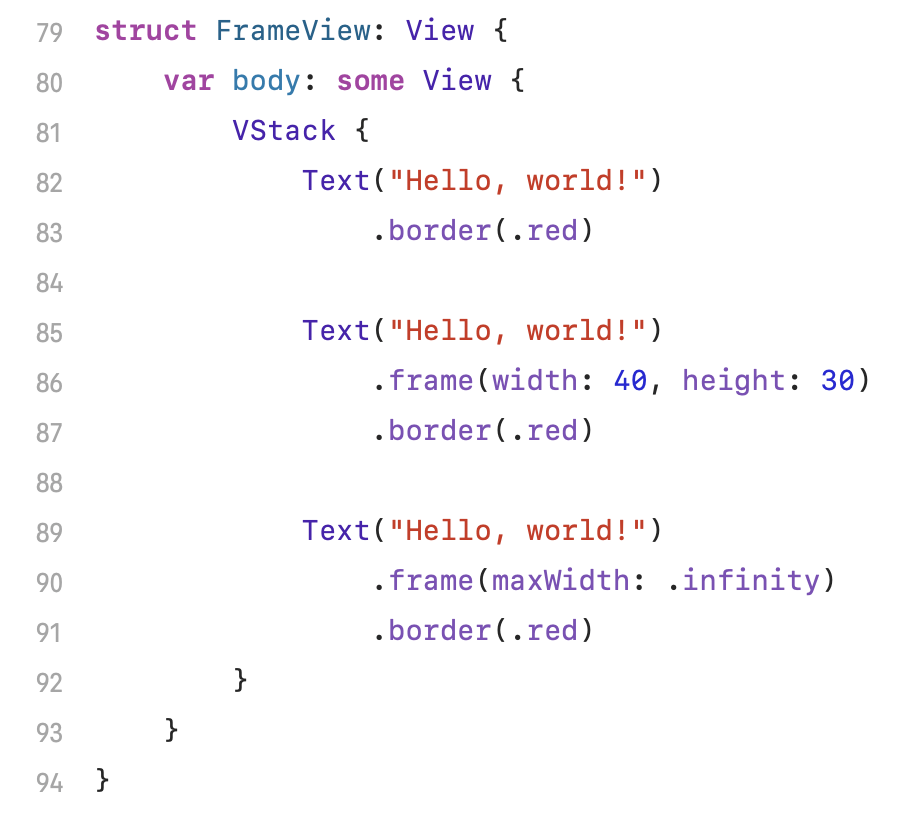 79 struct FrameView: View {
80     var body: some View {
81         VStack {
82             Text("Hello, world!")
83                 .border(.red)
84
85             Text("Hello, world!")
86                 .frame(width: 40, height: 30)
87                 .border(.red)
88
89             Text("Hello, world!")
90                 .frame(maxWidth: .infinity)
91                 .border(.red)
92         }
93     }
94 }